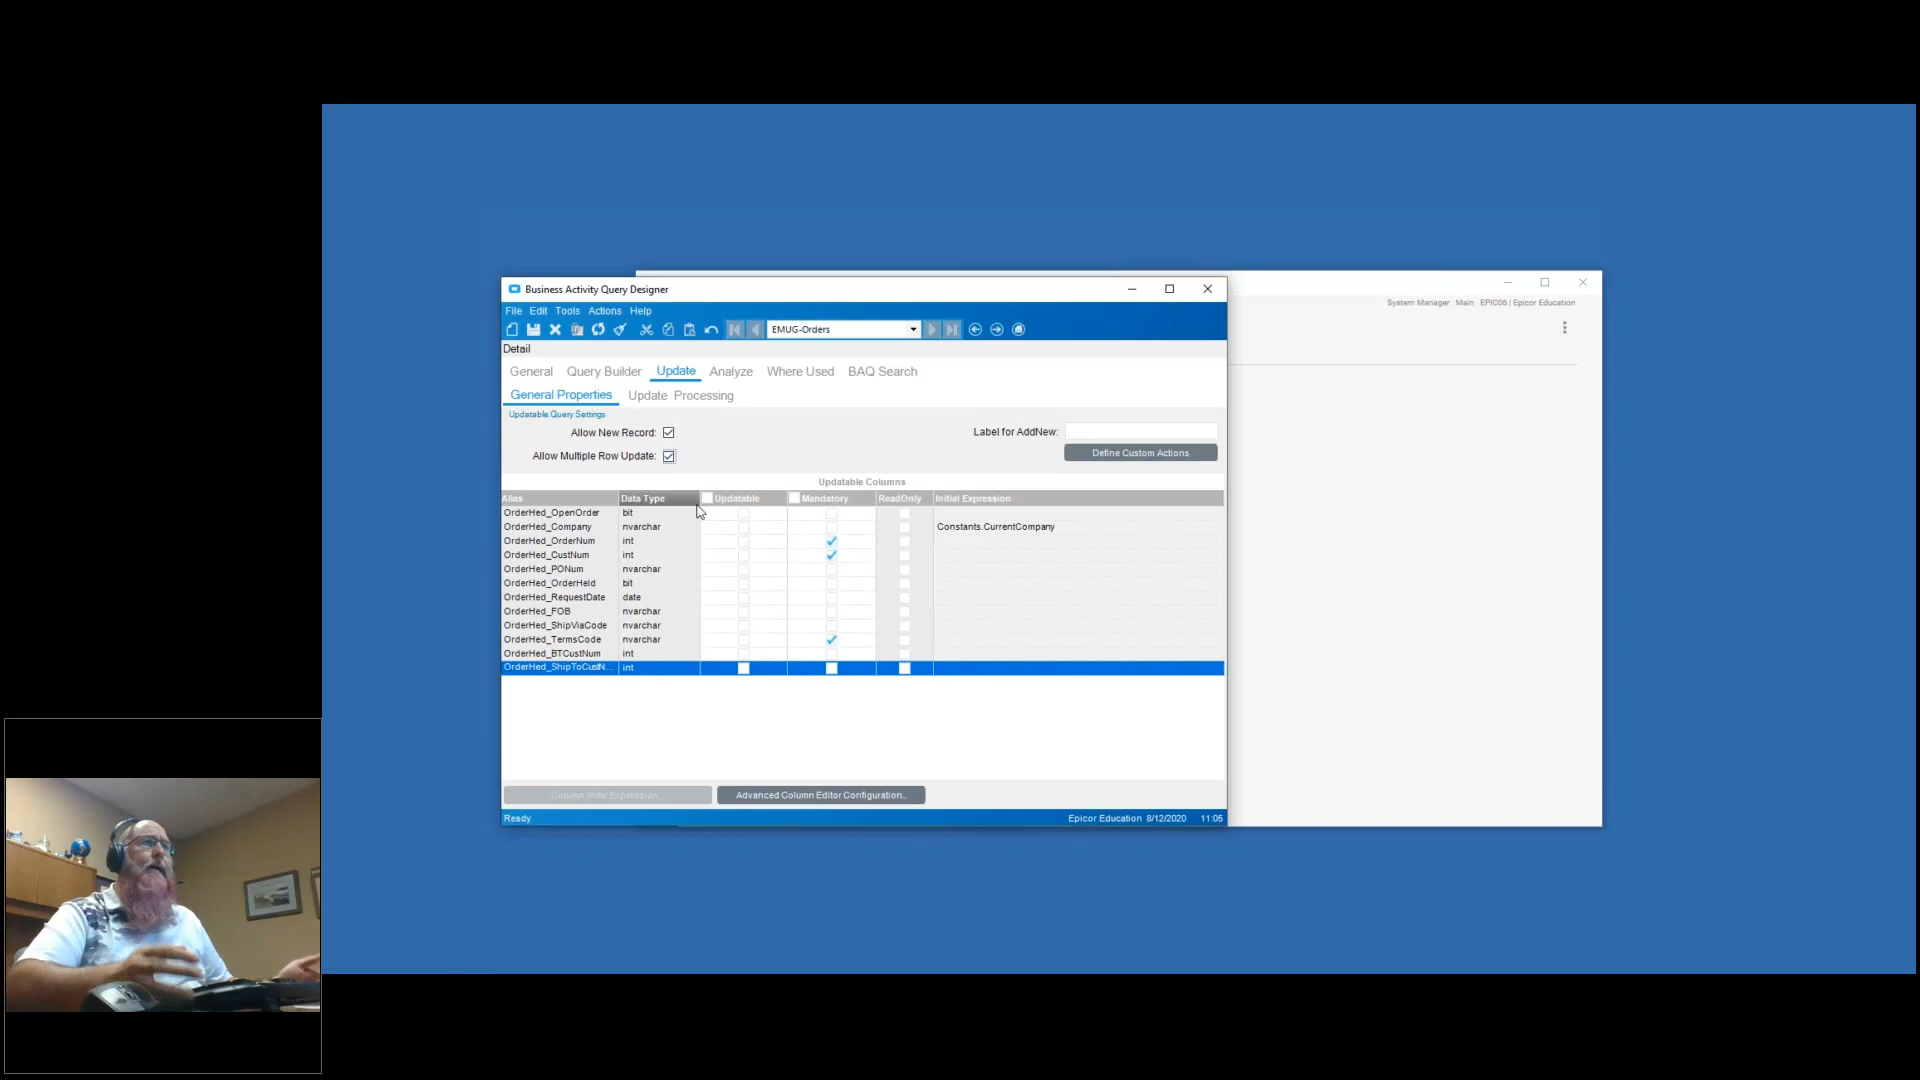 Business Activity Query Designer
System Manager Main EPIC06 | Epicor Education
File Edit Tools Actions Help
EMUG-Orders
Detail
General Query Builder Update Analyze Where Used BAQ Search
General Properties Update Processing
Updatable Query Settings
Allow New Record:
Label for AddNew:
Allow Multiple Row Update:
Define Custom Actions
Updatable Columns
Alias Data Type Updatable Mandatory ReadOnly Initial Expression
OrderHed_OpenOrder bit
OrderHed_Company nvarchar Constants.CurrentCompany
OrderHed_OrderNum int
OrderHed_CustNum int
OrderHed_PONum nvarchar
OrderHed_OrderHeld bit
OrderHed_RequestDate date
OrderHed_FOB nvarchar
OrderHed_ShipViaCode nvarchar
OrderHed_TermsCode nvarchar
OrderHed_BTCustNum int
OrderHed_ShipToCustN... int
Column Initial Expression... Advanced Column Editor Configuration...
Ready Epicor Education 8/12/2020 11:05